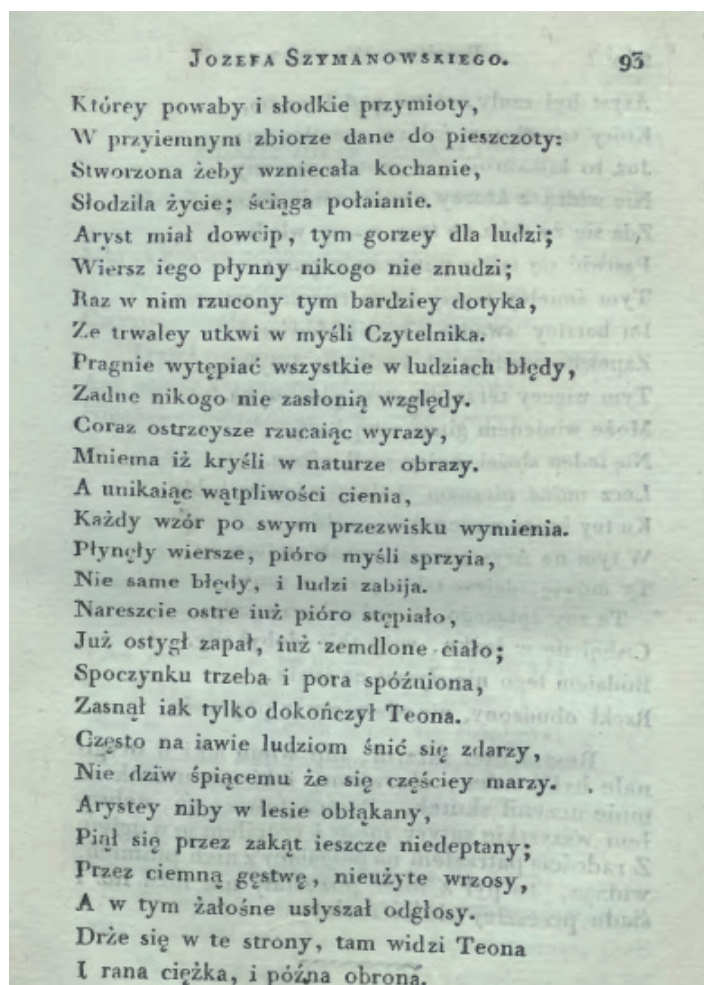 JOZEFA SZYMANOWSKIEGO. 93
Którey powaby i słodkie przymioty,
W przyiemnym zbiorze dane do pieszczoty:
Stworzona żeby wzniecała kochanie,
Słodziła życie; ściąga połaianie.
Aryst miał dowcip, tym gorzey dla ludzi;
Wiersz iego płynny nikogo nie znudzi;
Raz w nim rzucony tym bardziey dotyka,
Ze trwaley utkwi w myśli Czytelnika.
Pragnie wytępiać wszystkie w ludziach błędy,
Zadne nikogo nie zasłonią względy.
Coraz ostrzeysze rzucaiąc wyrazy,
Mniema iż kryśli w naturze obrazy.
A unikaiąc wątpliwości cienia,
Każdy wzór po swym przezwisku wymienia.
Płynęły wiersze, pióro myśli sprzyia,
Nie same błędy, i ludzi zabija.
Nareszcie ostre iuż pióro stępiało,
Już ostygł zapał, iuż zemdlone ciało;
Spoczynku trzeba i pora spóźniona,
Zasnął iak tylko dokończył Teona.
Często na iawie ludziom śnić się zdarzy,
Nie dziw śpiącemu że się częściey marzy.
Arystey niby w lesie obłąkany,
Piął się przez zakąt ieszcze niedeptany;
Przez ciemną gęstwę, nieużyte wrzosy,
A w tym żałośne usłyszał odgłosy.
Drże się w te strony, tam widzi Teona
I rana ciężka, i późna obrona.